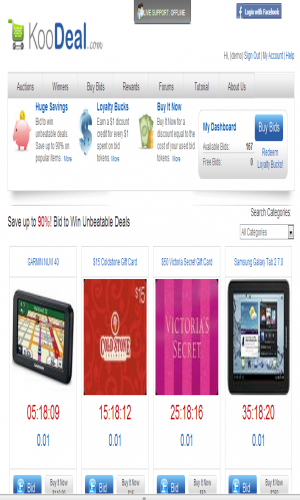 LIVE SUPPORT: OFFLINE
Login with Facebook
KooDeal.com
Hi, (demo) Sign Out | My Account | Help
Auctions Winners Buy Bids Rewards Forums Tutorial About Us
Huge Savings
Bid to win unbeatable deals. Save up to 90% on popular items. More
Loyalty Bucks
Earn a $1 discount credit for every $1 spent on bid tokens. More
Buy It Now
Buy It Now for a discount equal to the cost of your used bid tokens. More
My Dashboard
Available Bids: 167
Free Bids: 0
Buy Bids
Redeem Loyalty Bucks!
Save up to 90%! Bid to Win Unbeatable Deals
Search Categories:
All Categories
GARMIN NUVI 40
$15 Coldstone Gift Card
$50 Victoria Secret Gift Card
Samsung Galaxy Tab 2 7.0
$15
COLD STONE
VICTORIA'S SECRET
05:18:09 15:18:12 25:18:16 35:18:20
0.01 0.01 0.01 0.01
Bid Buy It Now Bid Buy It Now Bid Buy It Now Bid Buy It Now